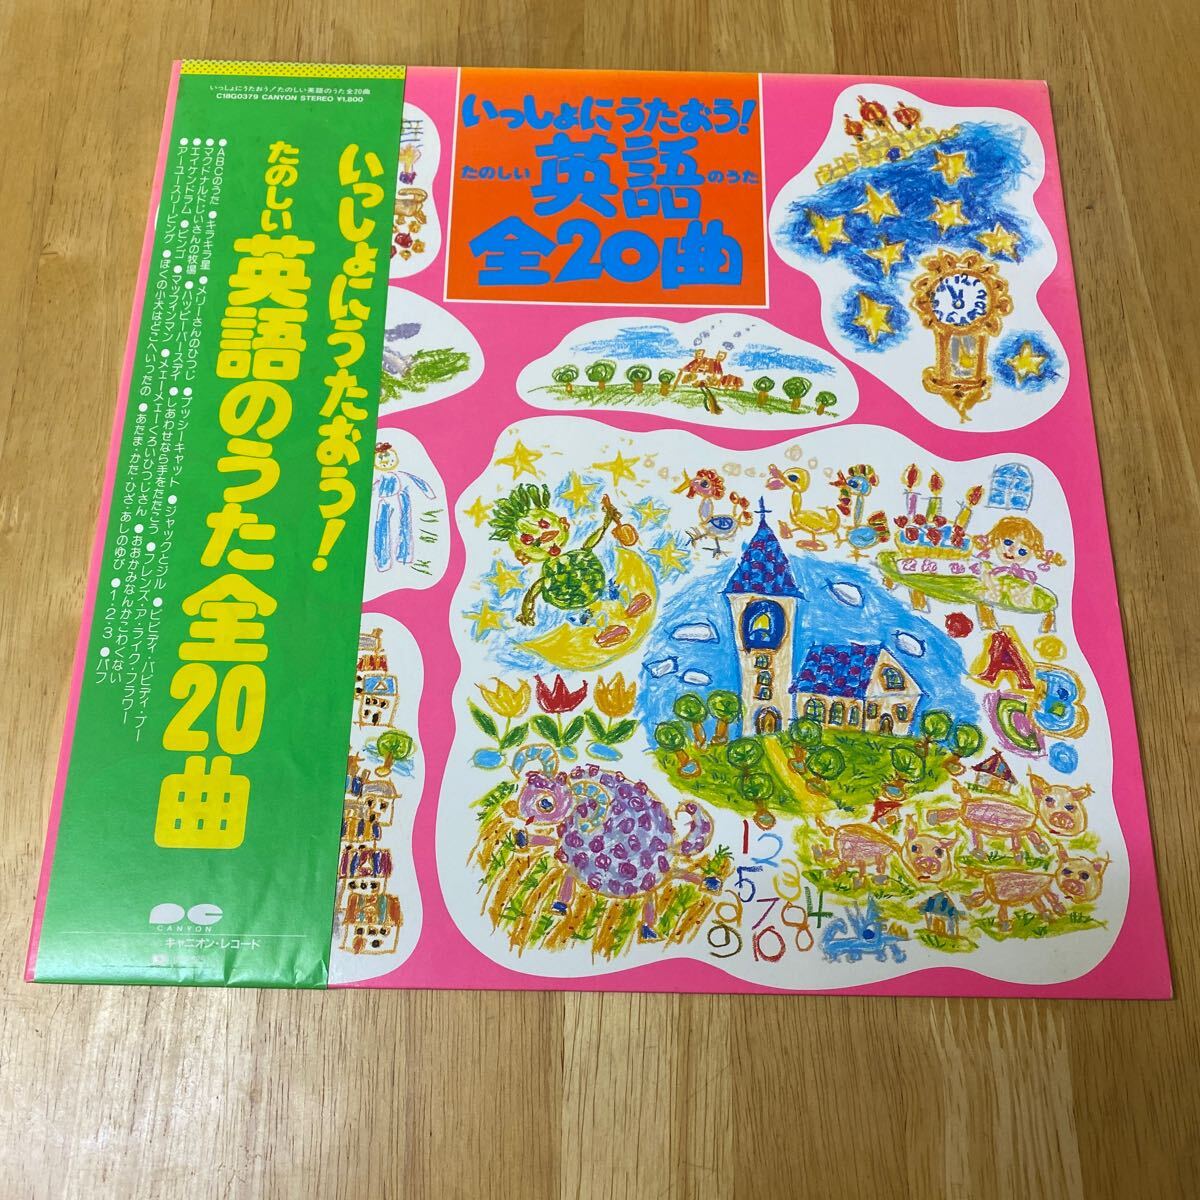 いっしょにうたおう!たのしい英語のうた全20曲
C18G0379 CANYON STEREO ¥1,800
いっしょにうたおう!
たのしい英語のうた全20曲
●ABCのうた ●キラキラ星 ●メリーさんのひつじ ●プッシーキャット ●ジャックとジル ●ビビディ・バビディ・ブー
●マクドナルドじいさんの牧場 ●ハッピーバースデイ ●しあわせなら手をたたこう ●フレンズ・ア・ライク・フラワー
●エイケンドラム ●ビンゴ ●マッフィンマン ●メェーメェーくろいひつじさん ●おおかみなんかこわくない
●アーユースリーピング ●ぼくの小犬はどこへいったの ●あたま・かた・ひざ・あしのゆび ●1・2・3 ●パフ
CANYON
キャニオン・レコード
いっしょにうたおう!
たのしい英語のうた
全20曲
12
A
B
C
1
2
5
3
9
7
8
4
6
10